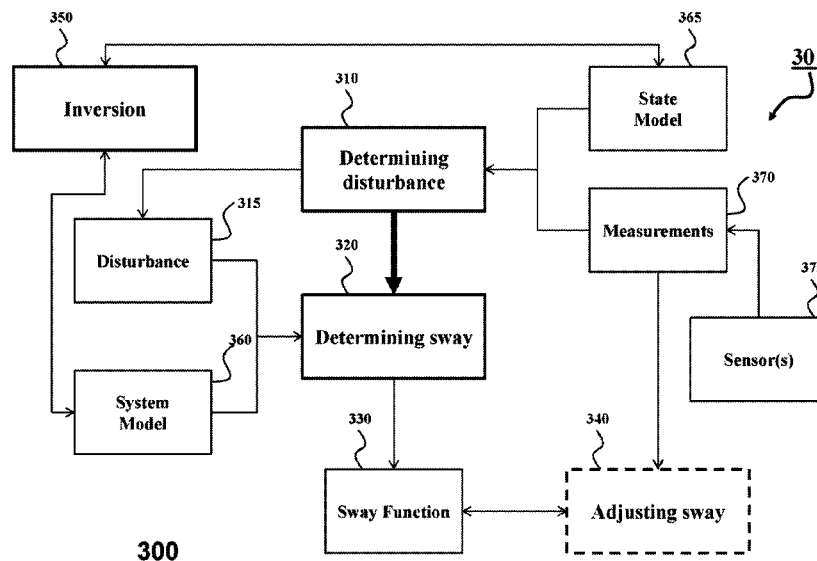 350
365
30
Inversion
310
State
Model
Determining
disturbance
370
315
Measurements
Disturbance
320
37
Determining sway
360
Sensor(s)
System
Model
330
340
Sway Function
Adjusting sway
300